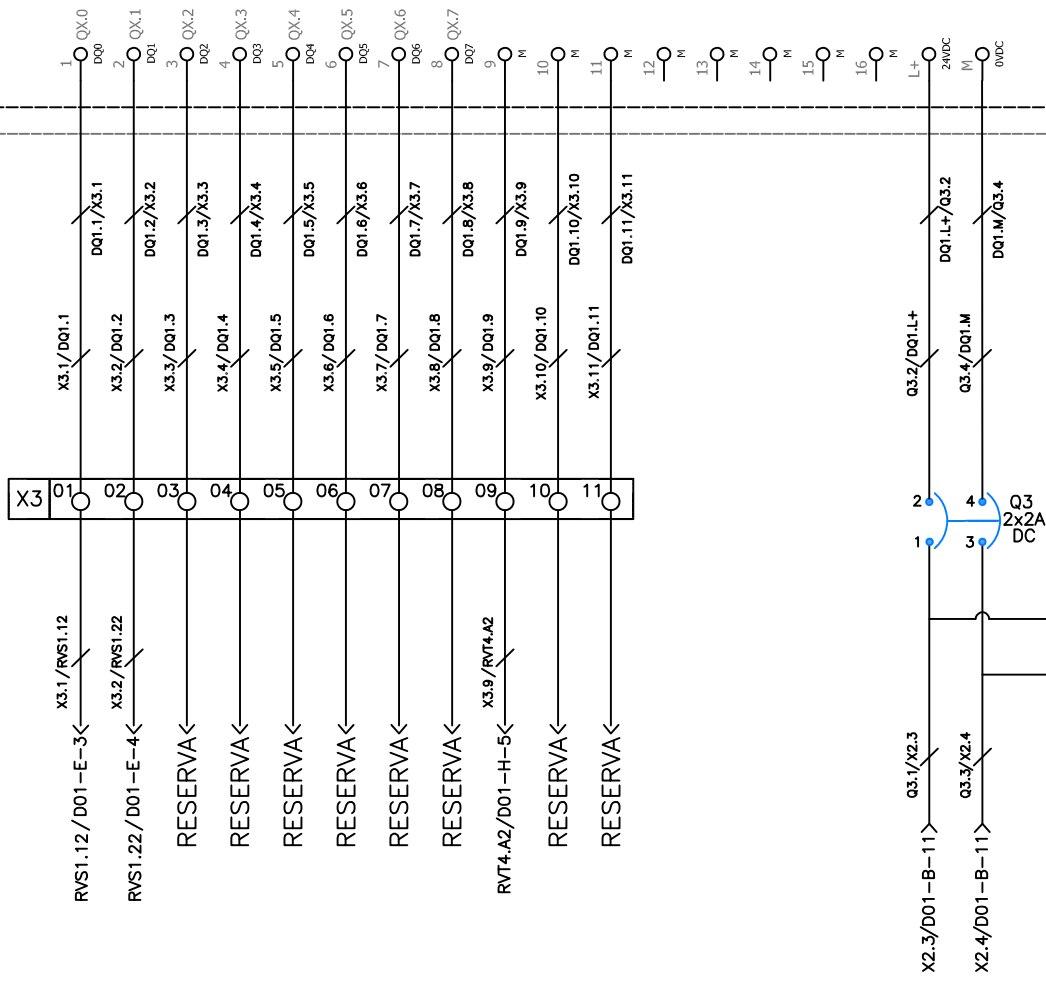 QX.0
QX.1
QX.2
QX.3
QX.4
QX.5
QX.6
QX.7
1 DQ0
2 DQ1
3 DQ2
4 DQ3
5 DQ4
6 DQ5
7 DQ6
8 DQ7
9 M
10 M
11 M
12 M
13 M
14 M
15 M
16 M
L+ 24VDC
M 0VDC
DQ1.1/X3.1
DQ1.2/X3.2
DQ1.3/X3.3
DQ1.4/X3.4
DQ1.5/X3.5
DQ1.6/X3.6
DQ1.7/X3.7
DQ1.8/X3.8
DQ1.9/X3.9
DQ1.10/X3.10
DQ1.11/X3.11
DQ1.L+/Q3.2
DQ1.M/Q3.4
X3.1/DQ1.1
X3.2/DQ1.2
X3.3/DQ1.3
X3.4/DQ1.4
X3.5/DQ1.5
X3.6/DQ1.6
X3.7/DQ1.7
X3.8/DQ1.8
X3.9/DQ1.9
X3.10/DQ1.10
X3.11/DQ1.11
Q3.2/DQ1.L+
Q3.4/DQ1.M
X3 01 02 03 04 05 06 07 08 09 10 11
2 4 Q3
2x2A
1 3 DC
X3.1/RVS1.12
X3.2/RVS1.22
X3.9/RVT4.A2
Q3.1/X2.3
Q3.3/X2.4
RVS1.12/D01-E-3
RVS1.22/D01-E-4
RESERVA
RESERVA
RESERVA
RESERVA
RESERVA
RESERVA
RVT4.A2/D01-H-5
RESERVA
RESERVA
X2.3/D01-B-11
X2.4/D01-B-11